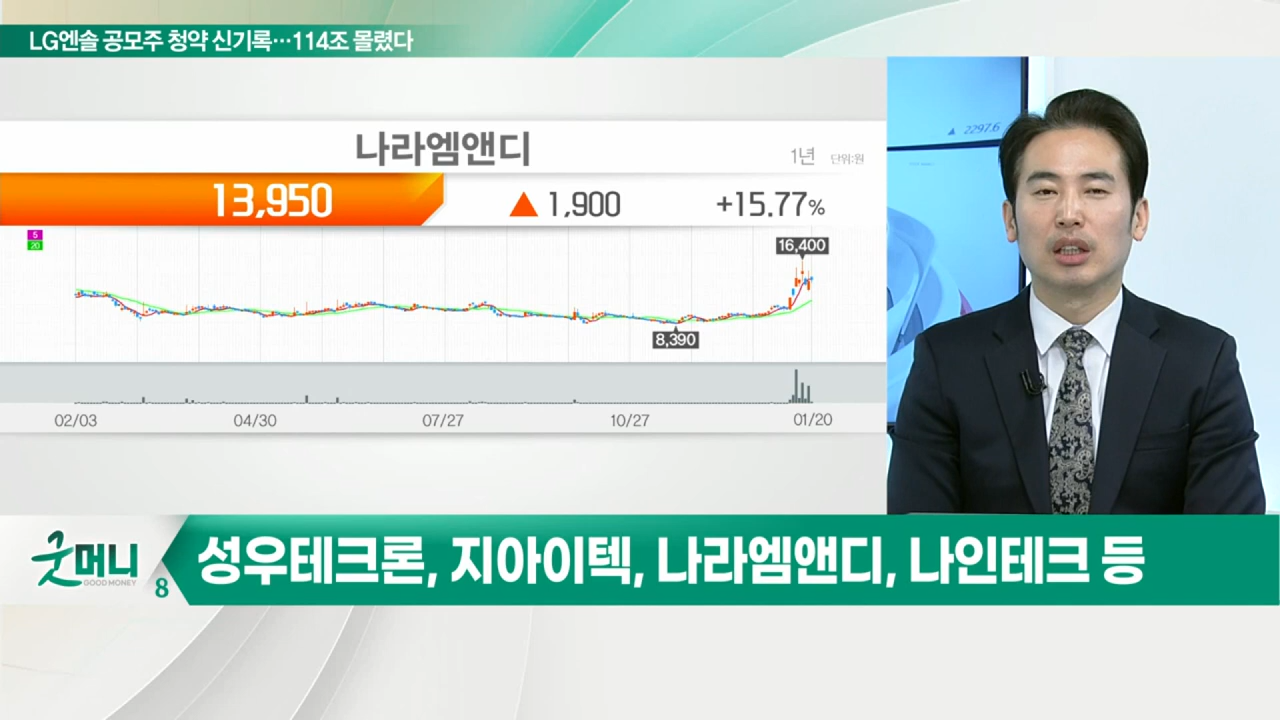 LG엔솔 공모주 청약 신기록…114조 몰렸다
▲ 2297.6
나라엠앤디
1년 단위:원
13,950 ▲ 1,900 +15.77%
5
20
16,400
8,390
02/03 04/30 07/27 10/27 01/20
굿머니
GOOD MONEY
8
성우테크론, 지아이텍, 나라엠앤디, 나인테크 등